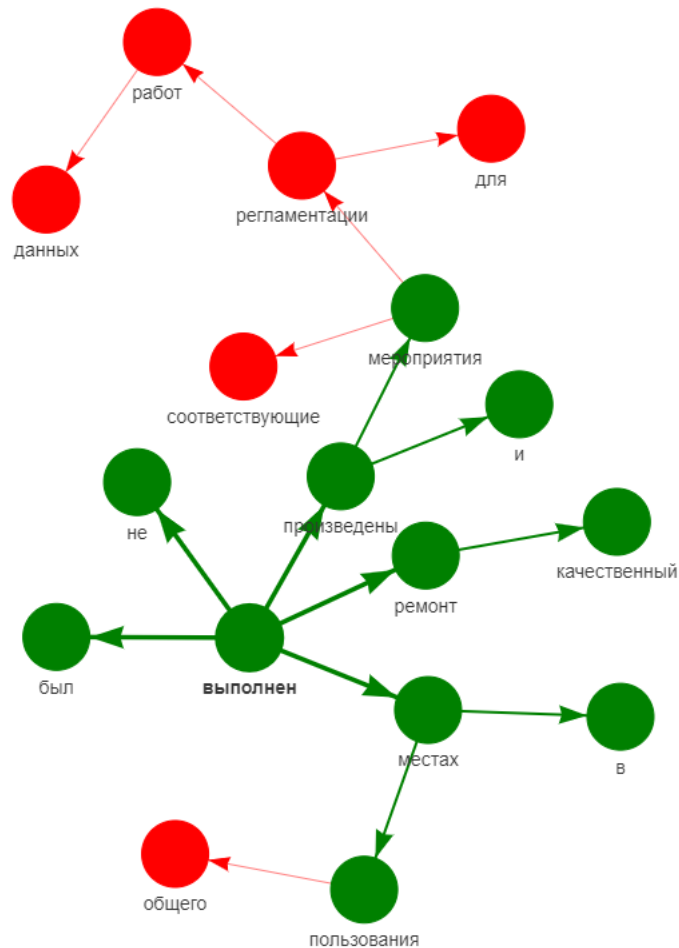 работ
для
регламентации
данных
мероприятия
соответствующие
и
произведены
не
качественный
ремонт
был
выполнен
местах
в
общего
пользования